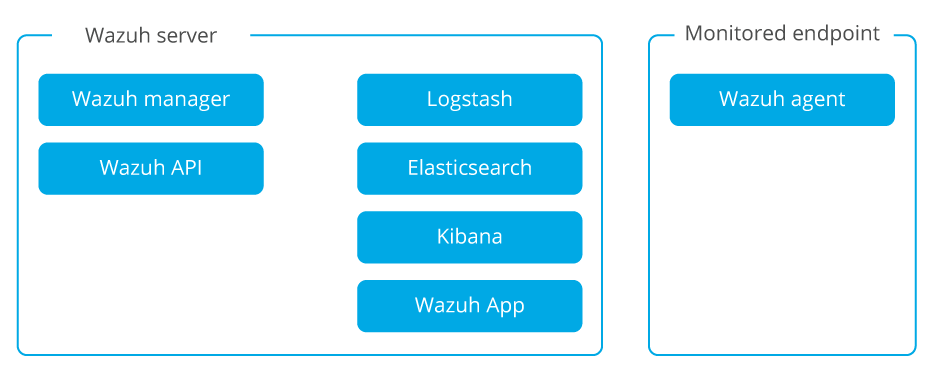 Wazuh server
Wazuh manager
Wazuh API
Logstash
Elasticsearch
Kibana
Wazuh App
Monitored endpoint
Wazuh agent